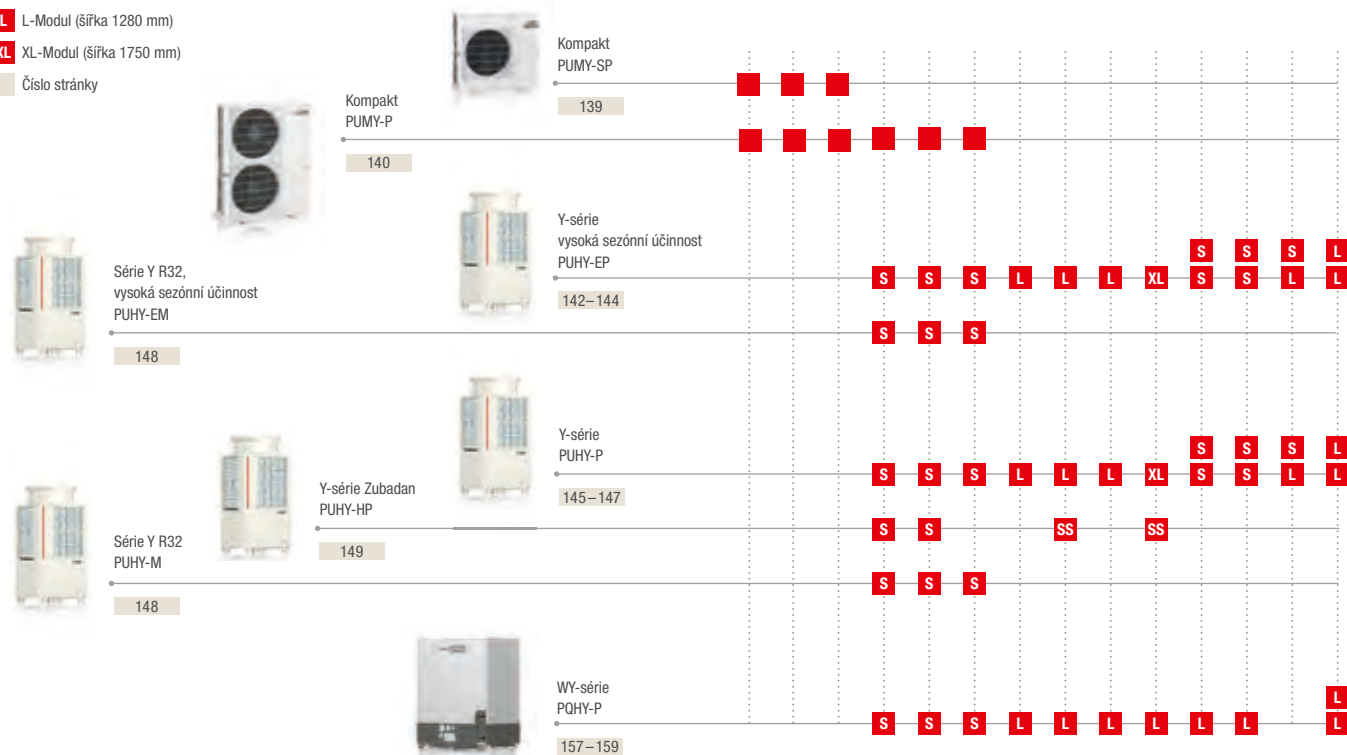 L L-Modul (šířka 1280 mm)
XL XL-Modul (šířka 1750 mm)
Číslo stránky
Kompakt
PUMY-SP
139
Kompakt
PUMY-P
140
Y-série
vysoká sezónní účinnost
PUHY-EP
142–144
S S S L
S S S L L L XL S S L L
Série Y R32,
vysoká sezónní účinnost
PUHY-EM
148
S S S
Y-série
PUHY-P
145–147
S S S L
S S S L L L XL S S L L
Y-série Zubadan
PUHY-HP
149
S S SS SS
Série Y R32
PUHY-M
148
S S S
WY-série
PQHY-P
157–159
L
S S S L L L L L L L